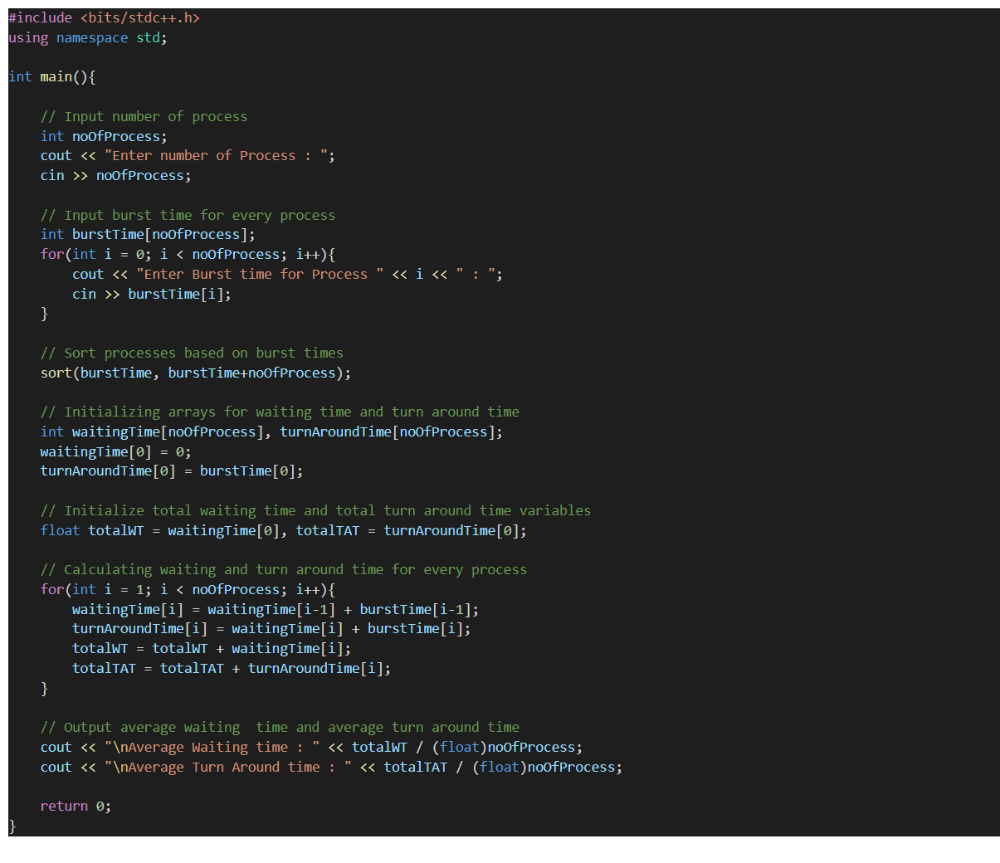 #include <bits/stdc++.h>
using namespace std;

int main(){

    // Input number of process
    int noOfProcess;
    cout << "Enter number of Process : ";
    cin >> noOfProcess;

    // Input burst time for every process
    int burstTime[noOfProcess];
    for(int i = 0; i < noOfProcess; i++){
        cout << "Enter Burst time for Process " << i << " : ";
        cin >> burstTime[i];
    }

    // Sort processes based on burst times
    sort(burstTime, burstTime+noOfProcess);

    // Initializing arrays for waiting time and turn around time
    int waitingTime[noOfProcess], turnAroundTime[noOfProcess];
    waitingTime[0] = 0;
    turnAroundTime[0] = burstTime[0];

    // Initialize total waiting time and total turn around time variables
    float totalWT = waitingTime[0], totalTAT = turnAroundTime[0];

    // Calculating waiting and turn around time for every process
    for(int i = 1; i < noOfProcess; i++){
        waitingTime[i] = waitingTime[i-1] + burstTime[i-1];
        turnAroundTime[i] = waitingTime[i] + burstTime[i];
        totalWT = totalWT + waitingTime[i];
        totalTAT = totalTAT + turnAroundTime[i];
    }

    // Output average waiting  time and average turn around time
    cout << "\nAverage Waiting time : " << totalWT / (float)noOfProcess;
    cout << "\nAverage Turn Around time : " << totalTAT / (float)noOfProcess;

    return 0;
}